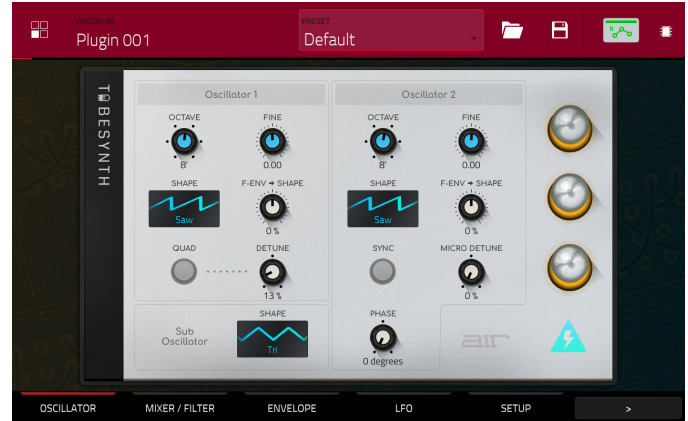 PROGRAM
Plugin 001
PRESET
Default
TUBESYNTH
Oscillator 1
Oscillator 2
OCTAVE
FINE
OCTAVE
FINE
8'
0.00
8'
0.00
SHAPE
F-ENV → SHAPE
SHAPE
F-ENV → SHAPE
Saw
0 %
Saw
0 %
QUAD
DETUNE
SYNC
MICRO DETUNE
13 %
0 %
Sub
Oscillator
SHAPE
Tri
PHASE
0 degrees
air
OSCILLATOR
MIXER / FILTER
ENVELOPE
LFO
SETUP
>